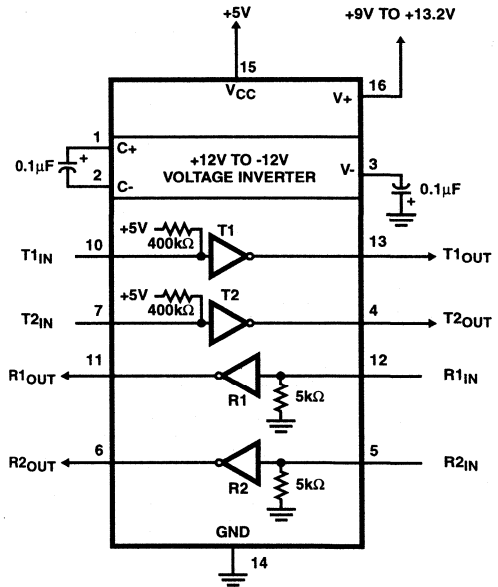 +5V
+9V TO +13.2V
15
VCC
16
V+
1
C+
0.1µF
+
2
C-
+12V TO -12V
VOLTAGE INVERTER
V-
3
0.1µF
+
+5V
400kΩ
T1
T1IN
10
13
T1OUT
+5V
400kΩ
T2
T2IN
7
4
T2OUT
R1OUT
11
R1
5kΩ
12
R1IN
R2OUT
6
R2
5kΩ
5
R2IN
GND
14